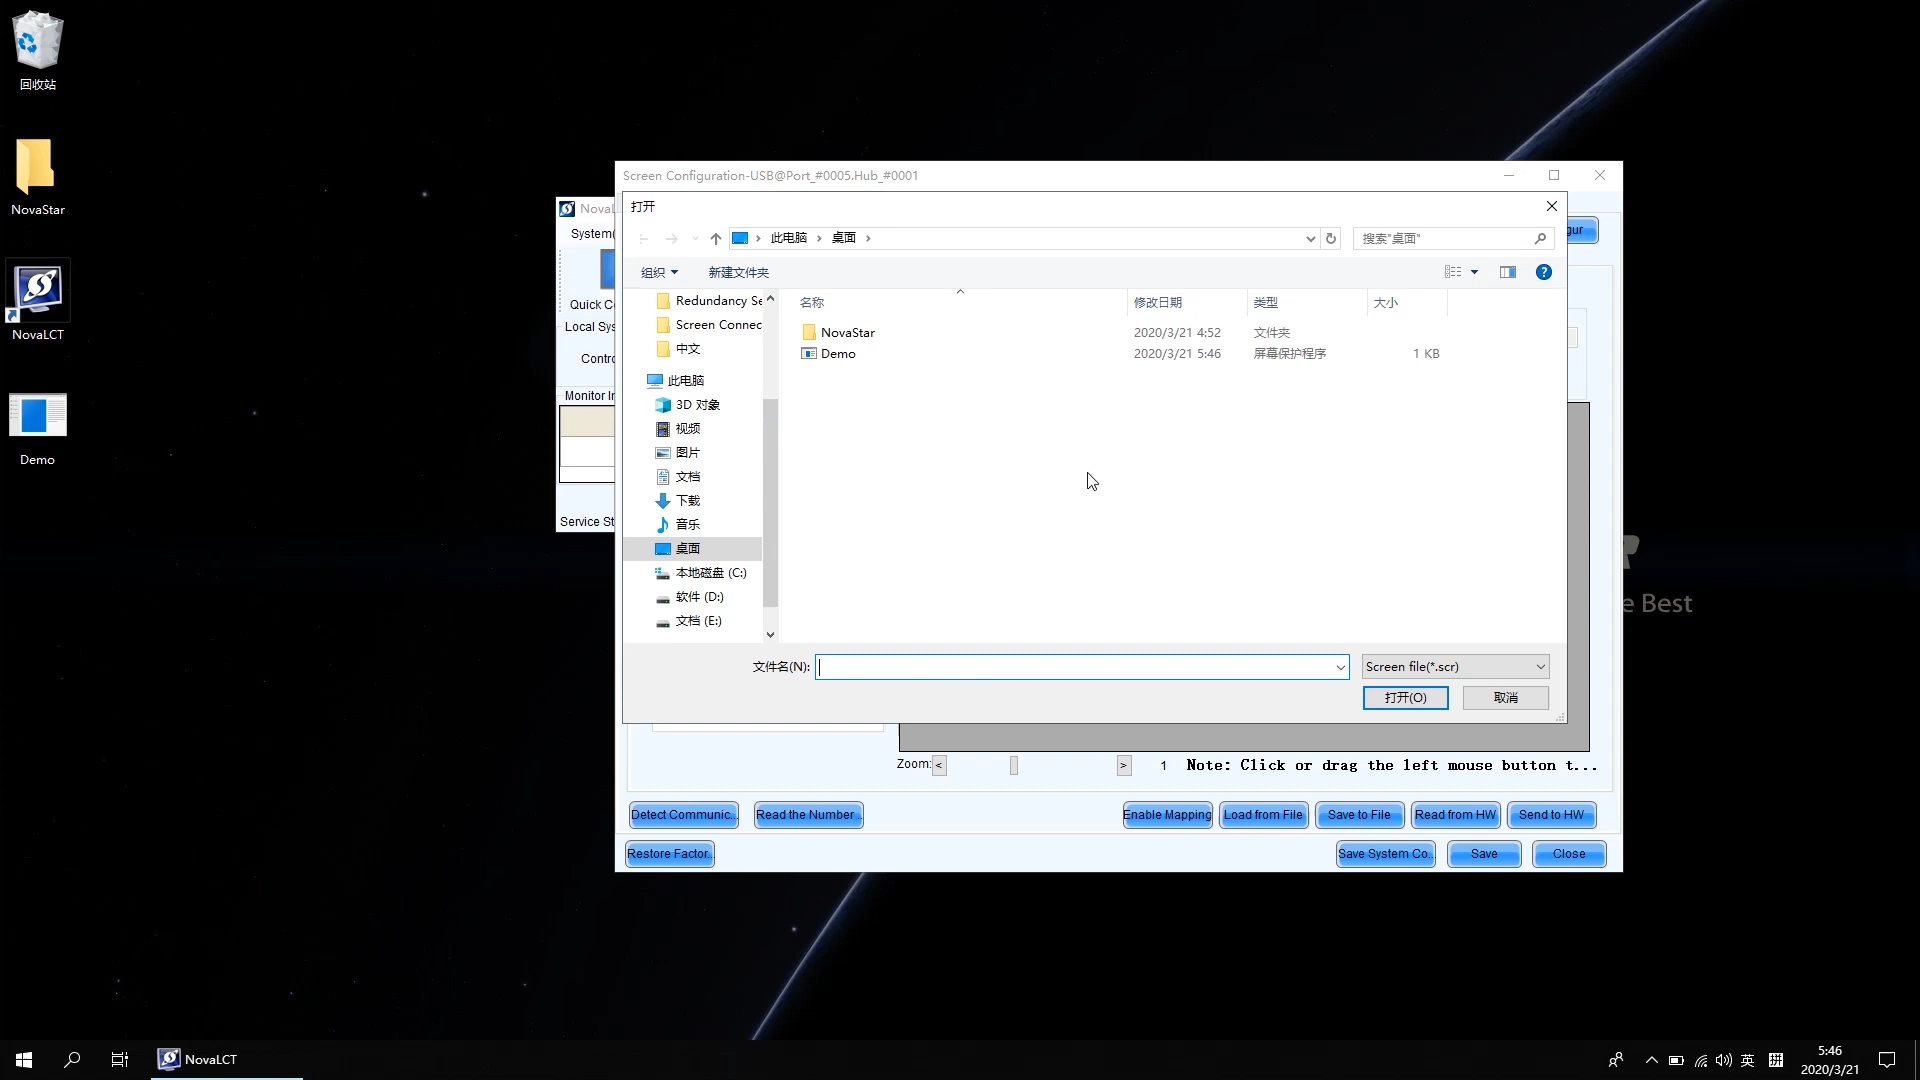 回收站
NovaStar
NovaLCT
Demo
Screen Configuration-USB@Port_#0005.Hub_#0001
System(
Quick C
Local Sys
Contro
Monitor In
Service St
打开
此电脑
桌面
搜索"桌面"
组织
新建文件夹
Redundancy Se
Screen Connec
中文
此电脑
3D 对象
视频
图片
文档
下载
音乐
桌面
本地磁盘 (C:)
软件 (D:)
文档 (E:)
名称 修改日期 类型 大小
NovaStar 2020/3/21 4:52 文件夹
Demo 2020/3/21 5:46 屏幕保护程序 1 KB
文件名(N):
Screen file(*.scr)
打开(O) 取消
e Best
Zoom: < > 1 Note: Click or drag the left mouse button t...
Detect Communic... Read the Number ... Enable Mapping Load from File Save to File Read from HW Send to HW
Restore Factor... Save System Co... Save Close
NovaLCT
英
拼
5:46
2020/3/21